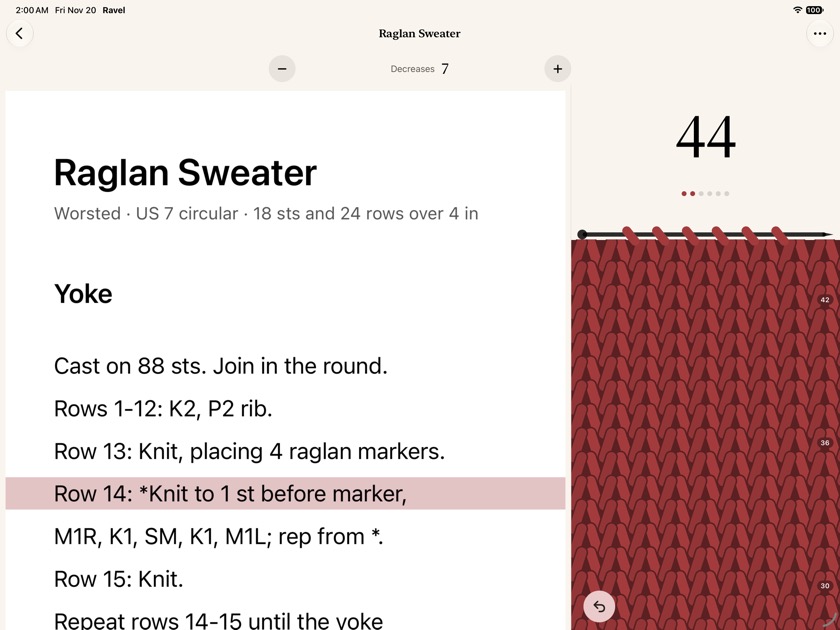 2:00 AM Fri Nov 20 Ravel
100
Raglan Sweater
Decreases 7
44
Raglan Sweater
Worsted · US 7 circular · 18 sts and 24 rows over 4 in
Yoke
Cast on 88 sts. Join in the round.
Rows 1-12: K2, P2 rib.
Row 13: Knit, placing 4 raglan markers.
Row 14: *Knit to 1 st before marker,
M1R, K1, SM, K1, M1L; rep from *.
Row 15: Knit.
Repeat rows 14-15 until the yoke
42
36
30